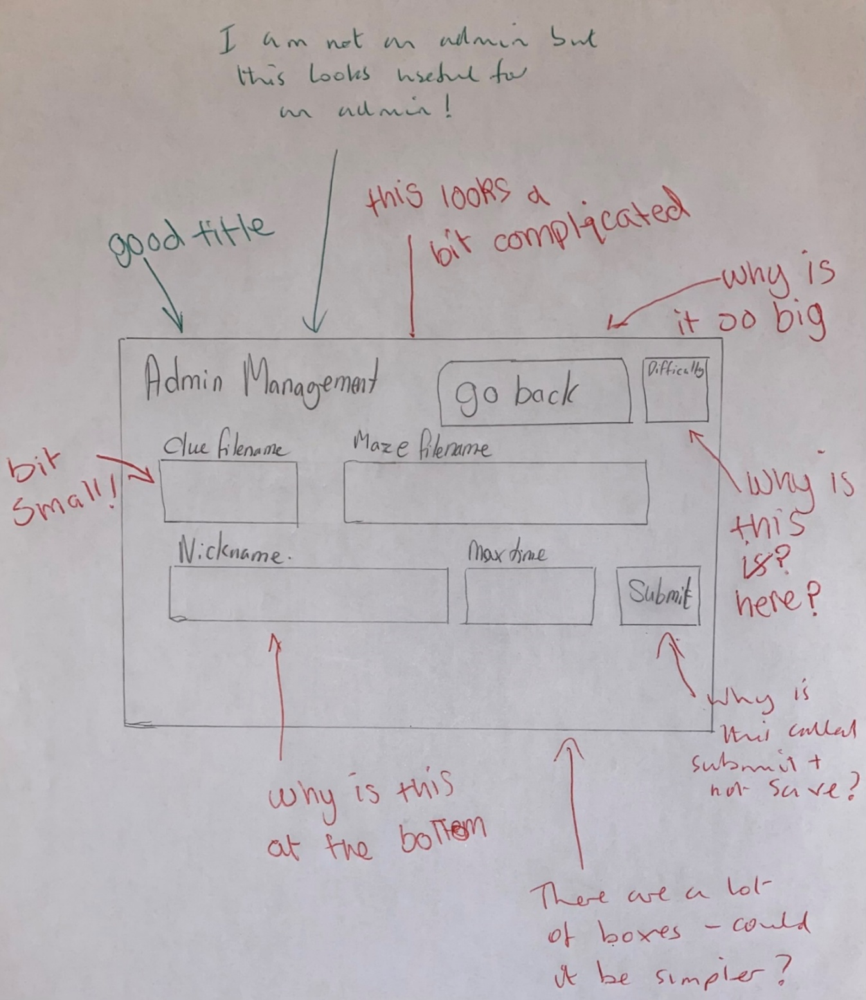 I am not an admin but
this looks useful for
an admin!
good title
this looks a
bit complicated
why is
it oo big
Admin Management
go back
Difficulty
Clue filename
Maze filename
bit
small!
why is
this
is?
here?
Nickname.
Max time
Submit
why is
this called
submit +
not save?
why is this
at the bottom
There are a lot
of boxes – could
it be simpler?